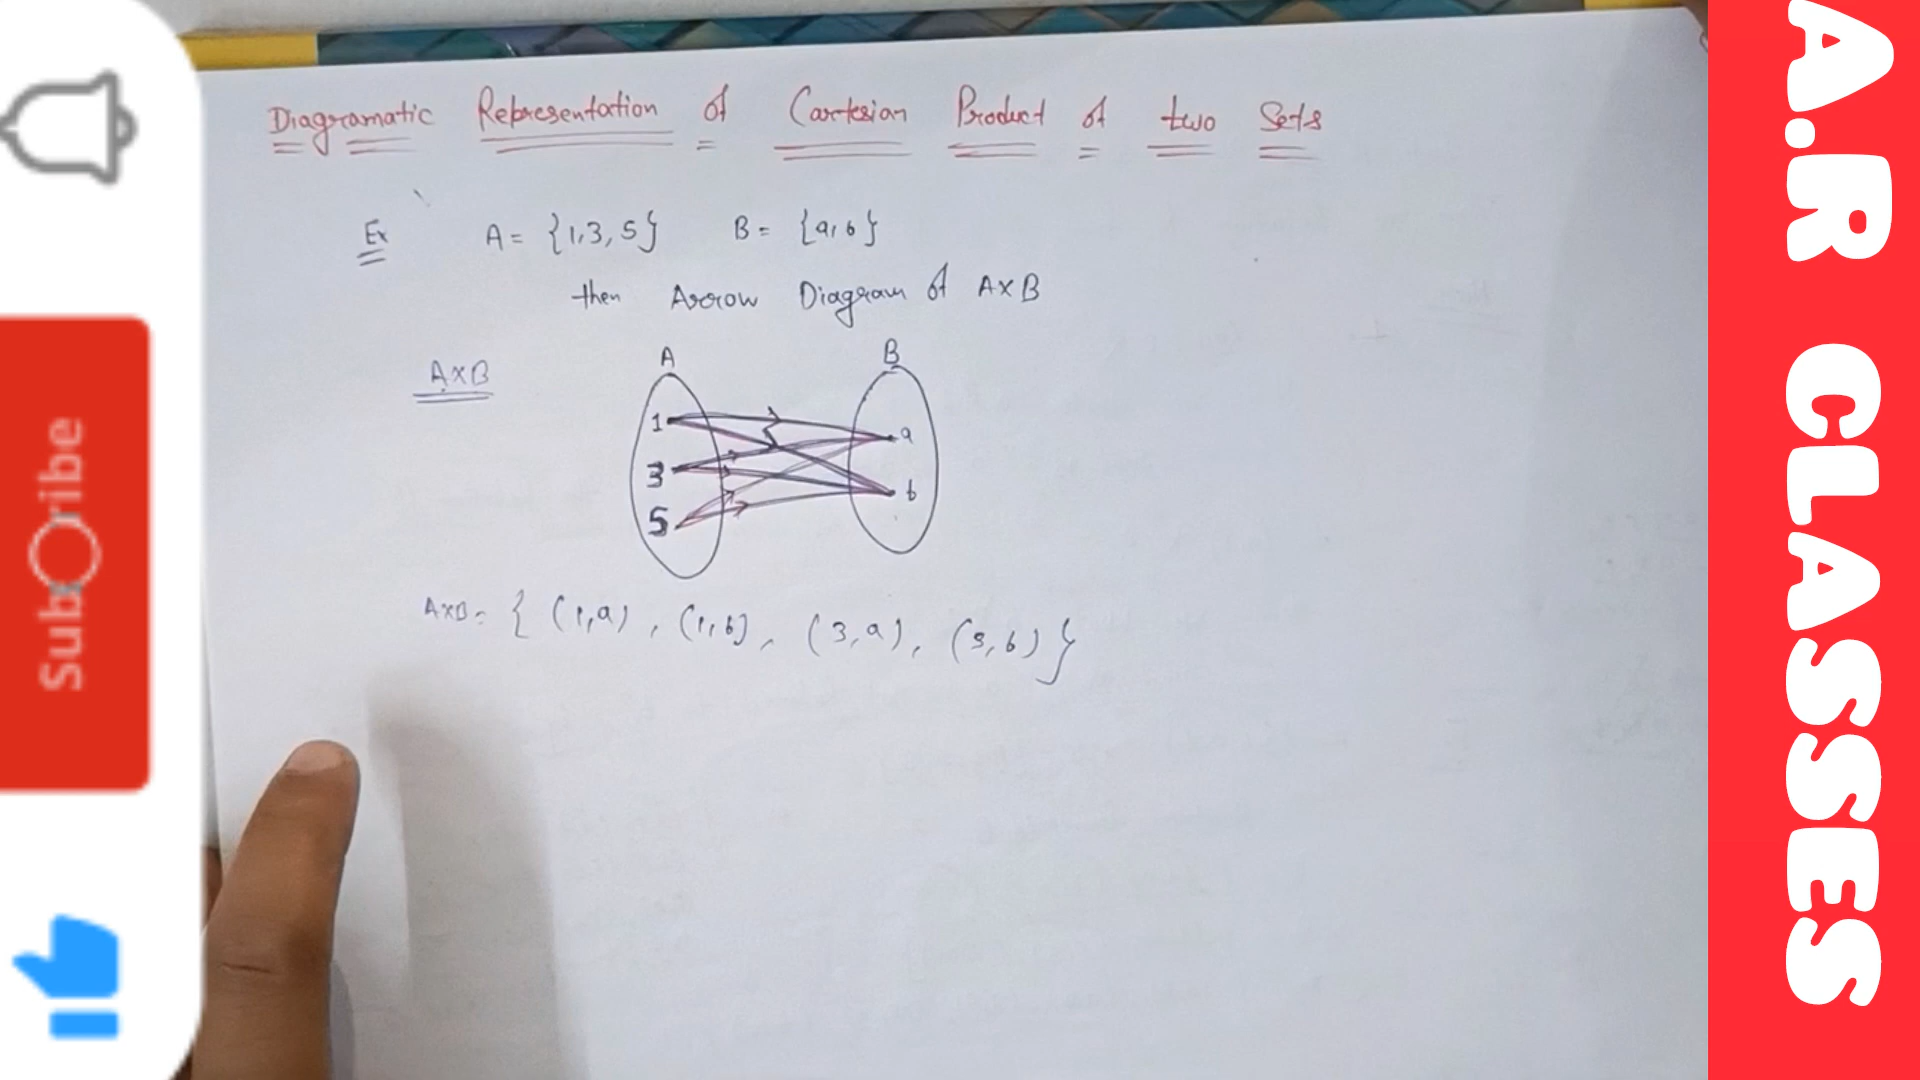 Diagramatic Representation of Cartesian Product of two Sets
Ex A = {1,3,5} B = {a,b}
then Arrow Diagram of A×B
A×B
A B
1
a
3
b
5
A×B = { (1,a), (1,b), (3,a), (3,b) }
Subscribe
A.R CLASSES